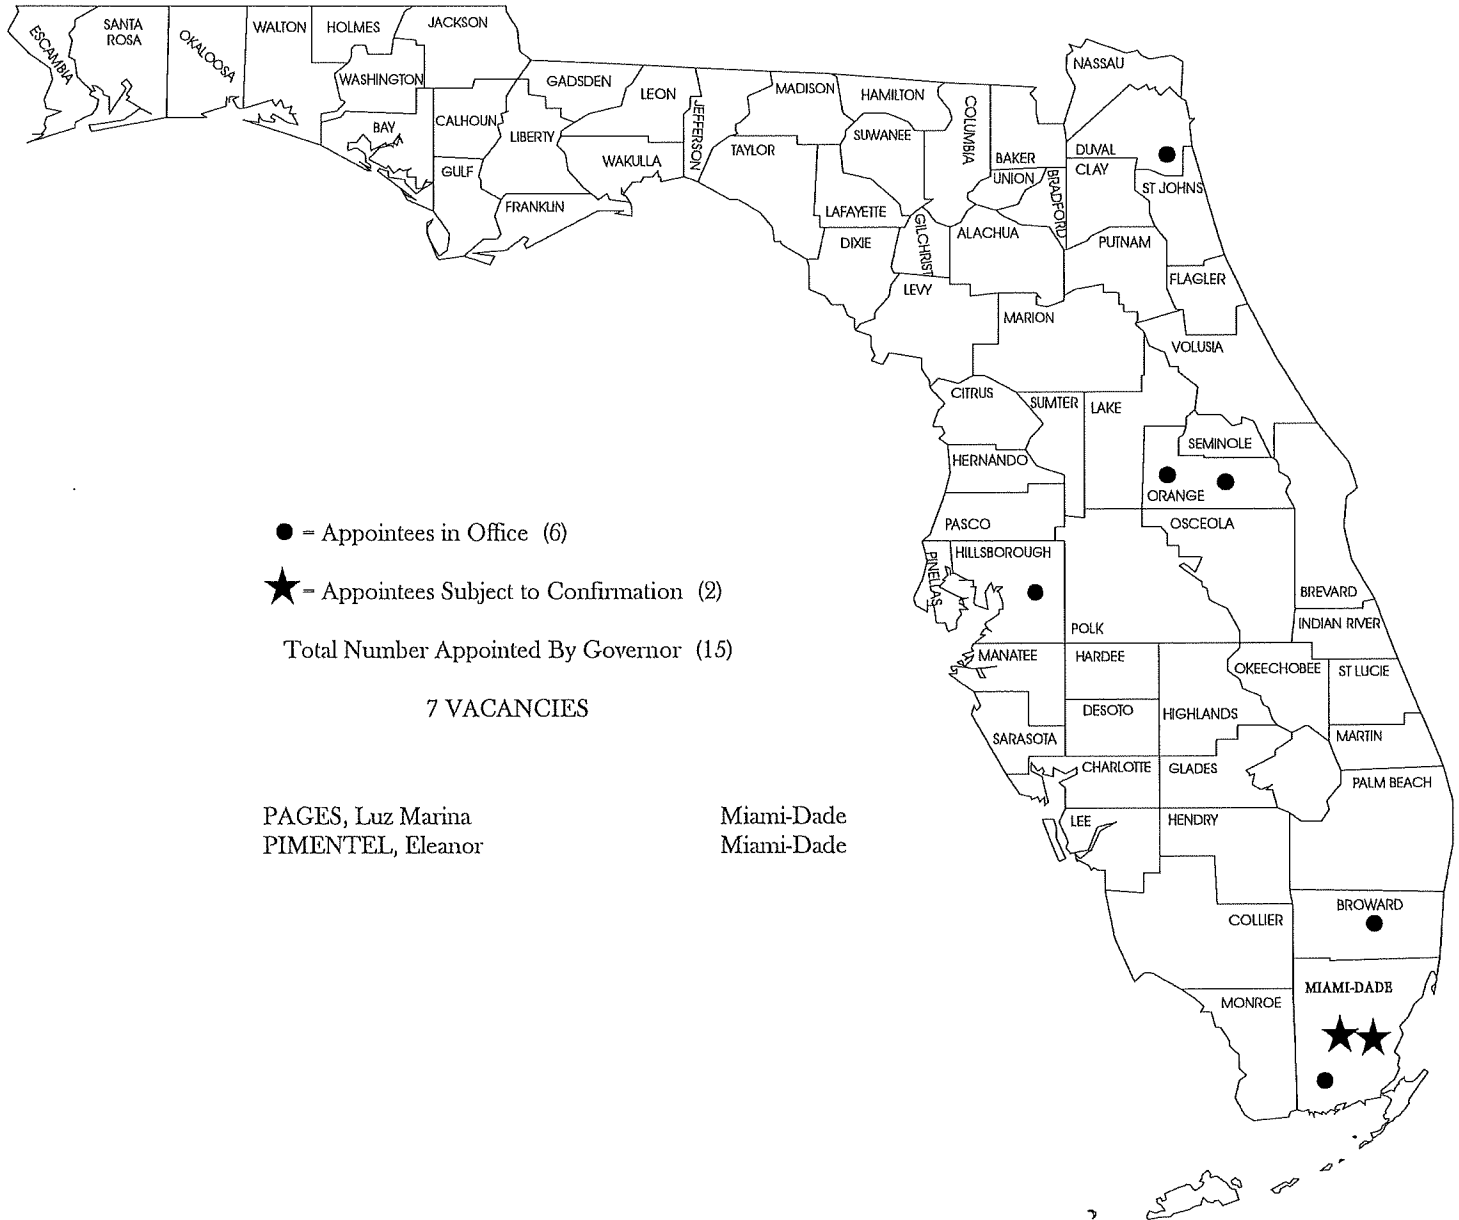 ESCAMBIA
SANTA
ROSA
OKALOOSA
WALTON
HOLMES
JACKSON
WASHINGTON
BAY
CALHOUN
GULF
LIBERTY
GADSDEN
FRANKLIN
LEON
WAKULLA
JEFFERSON
MADISON
TAYLOR
HAMILTON
SUWANEE
LAFAYETTE
DIXIE
COLUMBIA
GILCHRIST
BAKER
UNION
BRADFORD
ALACHUA
LEVY
NASSAU
DUVAL
CLAY
ST JOHNS
PUTNAM
FLAGLER
MARION
VOLUSIA
CITRUS
SUMTER
LAKE
SEMINOLE
HERNANDO
ORANGE
PASCO
OSCEOLA
PINELLAS
HILLSBOROUGH
BREVARD
POLK
INDIAN RIVER
MANATEE
HARDEE
OKEECHOBEE
ST LUCIE
DESOTO
HIGHLANDS
SARASOTA
MARTIN
CHARLOTTE
GLADES
PALM BEACH
LEE
HENDRY
BROWARD
COLLIER
MIAMI-DADE
MONROE
= Appointees in Office (6)
= Appointees Subject to Confirmation (2)
Total Number Appointed By Governor (15)
7 VACANCIES
PAGES, Luz Marina Miami-Dade
PIMENTEL, Eleanor Miami-Dade